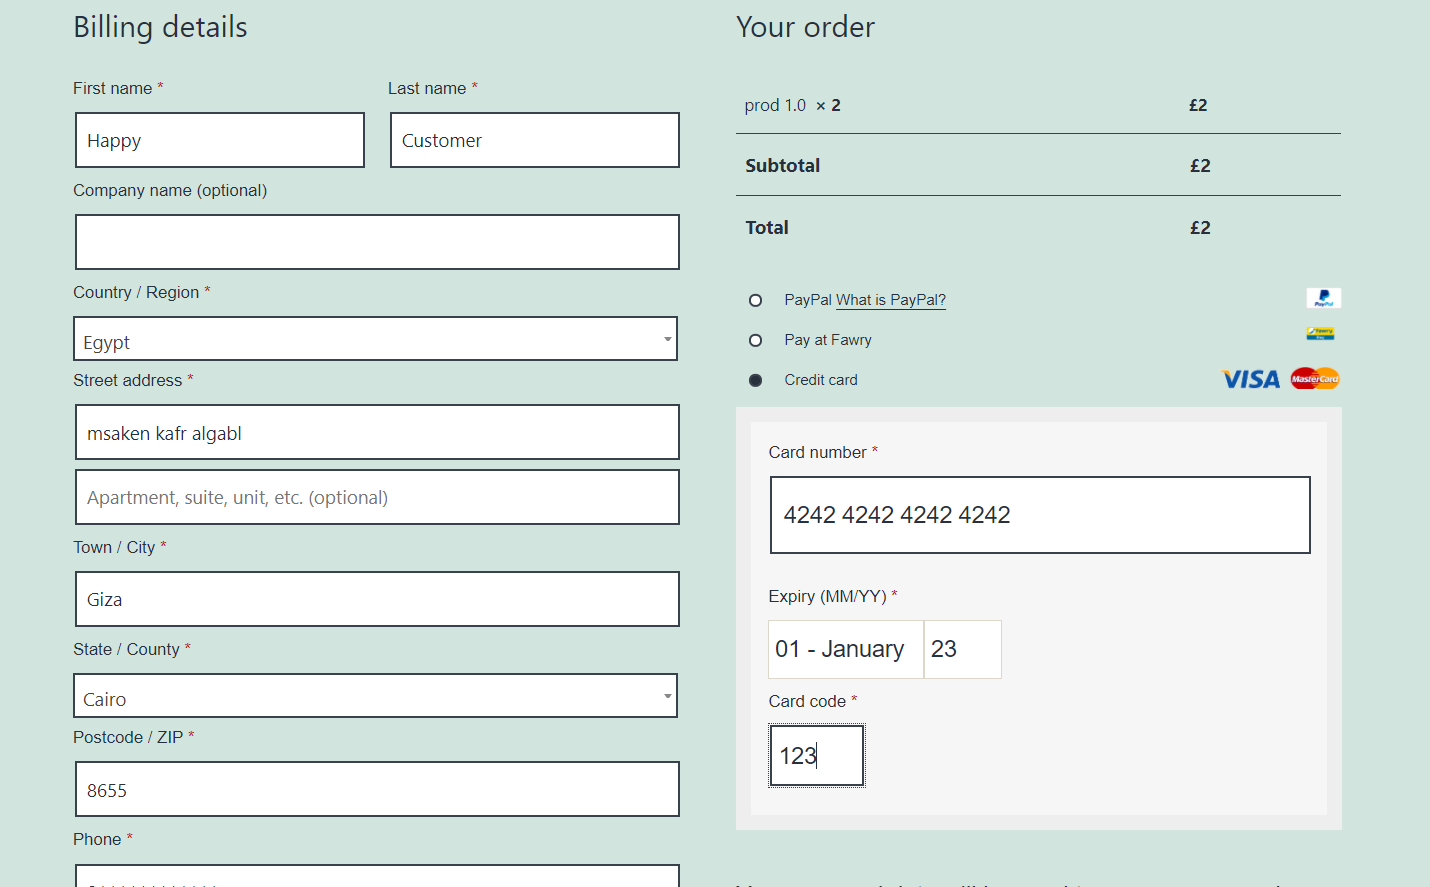 Billing details
First name *
Last name *
Happy
Customer
Company name (optional)
Country / Region *
Egypt
Street address *
msaken kafr algabl
Apartment, suite, unit, etc. (optional)
Town / City *
Giza
State / County *
Cairo
Postcode / ZIP *
8655
Phone *
Your order
prod 1.0 × 2 £2
Subtotal £2
Total £2
PayPal What is PayPal? PayPal
Pay at Fawry
Credit card VISA MasterCard
Card number *
4242 4242 4242 4242
Expiry (MM/YY) *
01 - January 23
Card code *
123